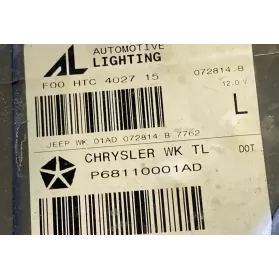 AL AUTOMOTIVE
LIGHTING
F00 HTC 4027 15 072814.B
12.0 V
L
JEEP WK 01AD 072814 B 7762
CHRYSLER WK TL DOT
P68110001AD